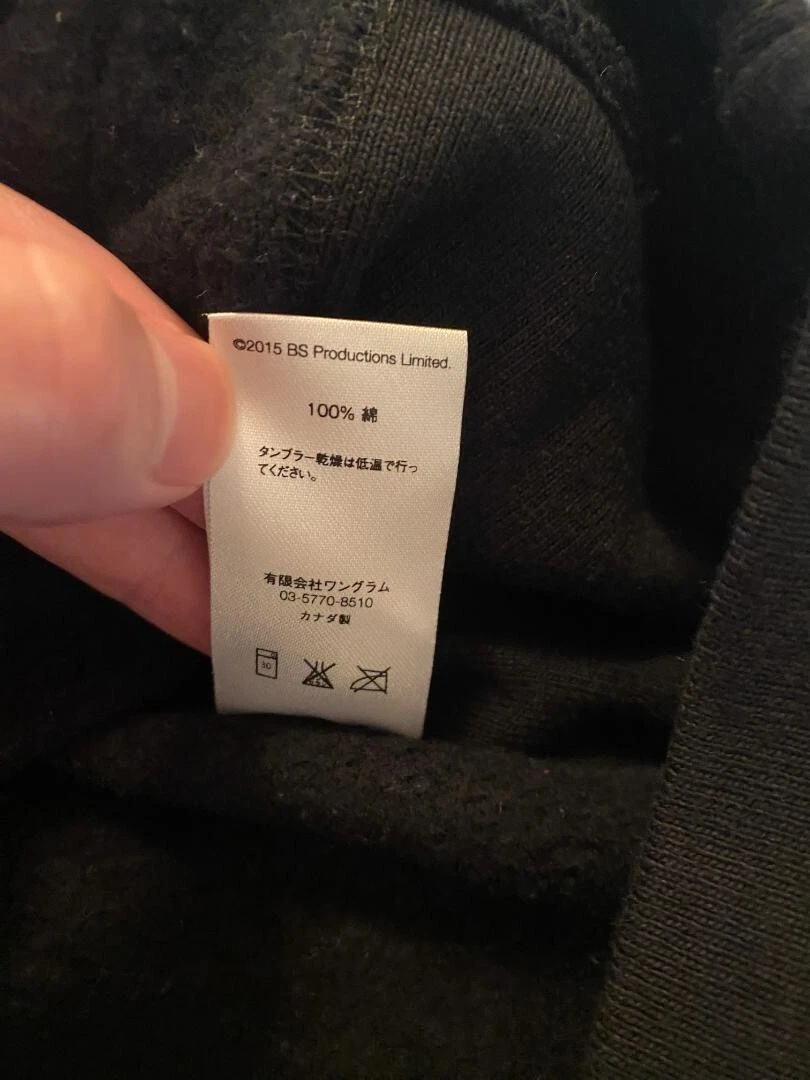 ©2015 BS Productions Limited.
100% 綿
タンブラー乾燥は低温で行っ
てください。
有限会社ワングラム
03-5770-8510
カナダ製
30